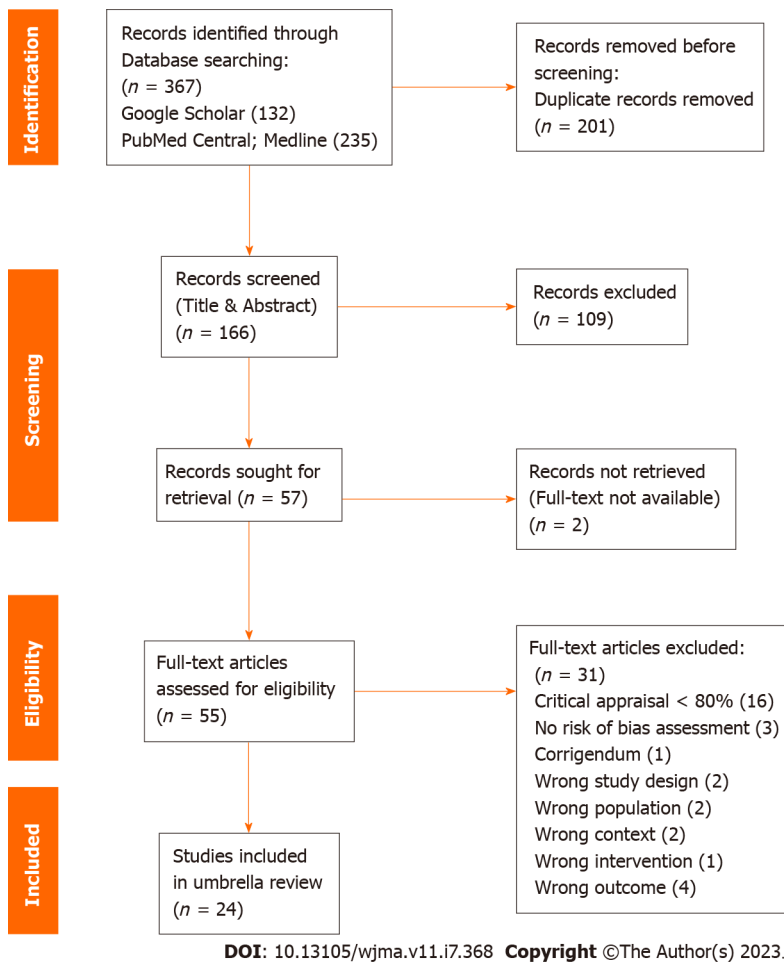 Identification
Records identified through
Database searching:
(n = 367)
Google Scholar (132)
PubMed Central; Medline (235)
Records removed before
screening:
Duplicate records removed
(n = 201)
Screening
Records screened
(Title & Abstract)
(n = 166)
Records excluded
(n = 109)
Records sought for
retrieval (n = 57)
Records not retrieved
(Full-text not available)
(n = 2)
Eligibility
Full-text articles
assessed for eligibility
(n = 55)
Full-text articles excluded:
(n = 31)
Critical appraisal < 80% (16)
No risk of bias assessment (3)
Corrigendum (1)
Wrong study design (2)
Wrong population (2)
Wrong context (2)
Wrong intervention (1)
Wrong outcome (4)
Included
Studies included
in umbrella review
(n = 24)
DOI: 10.13105/wjma.v11.i7.368 Copyright ©The Author(s) 2023.